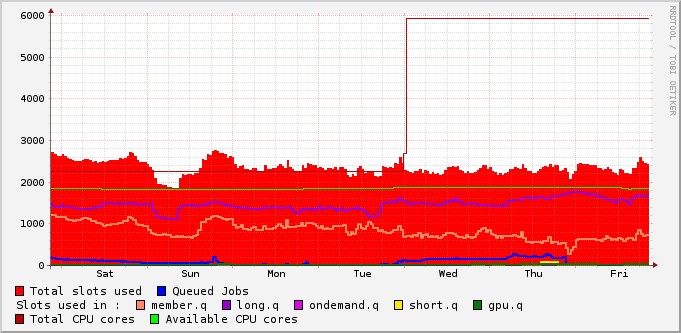 RRDTOOL / TOBI OETIKER
6000
5000
4000
3000
2000
1000
0
Sat Sun Mon Tue Wed Thu Fri
Total slots used Queued Jobs
Slots used in : member.q long.q ondemand.q short.q gpu.q
Total CPU cores Available CPU cores